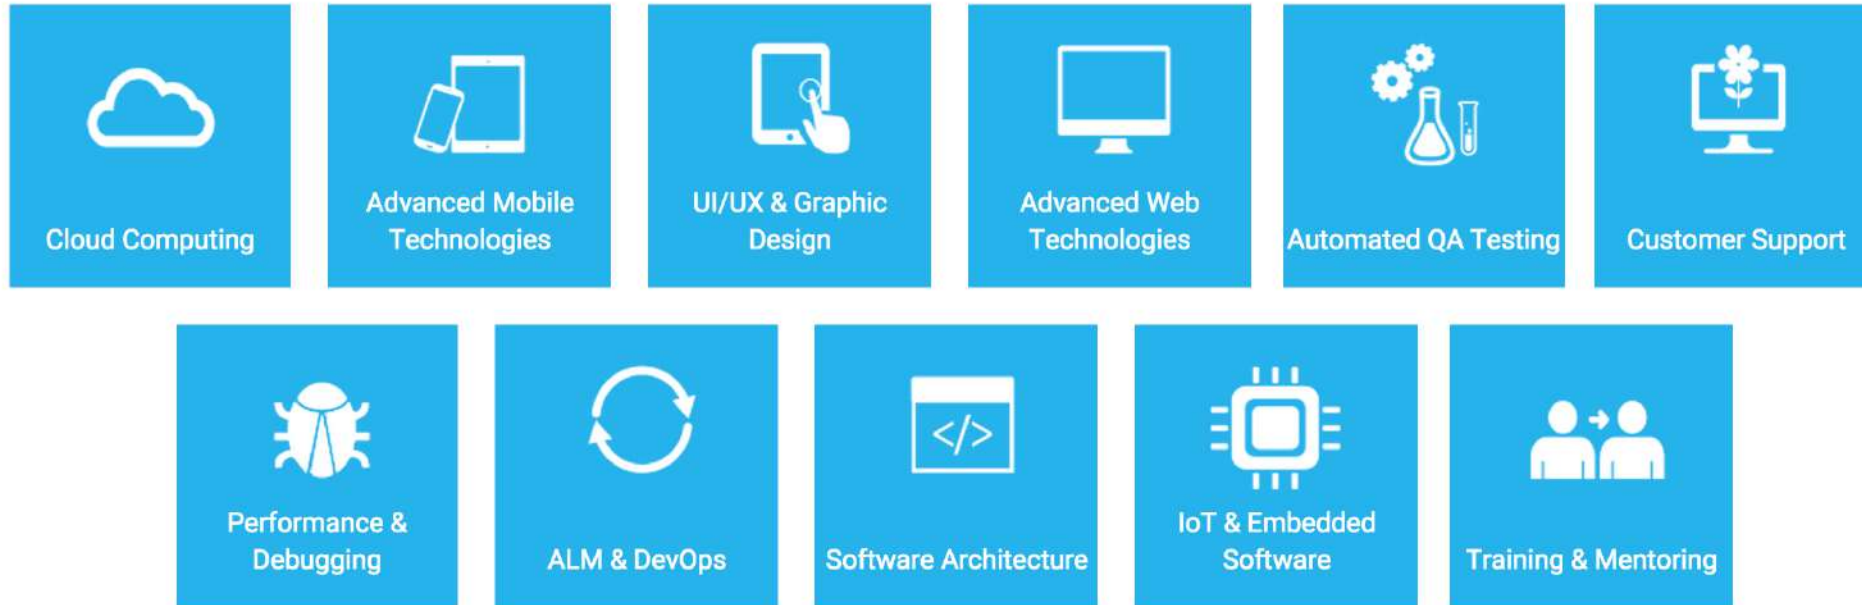 Cloud Computing
Advanced Mobile
Technologies
UI/UX & Graphic
Design
Advanced Web
Technologies
Automated QA Testing
Customer Support
Performance &
Debugging
ALM & DevOps
</>
Software Architecture
IoT & Embedded
Software
Training & Mentoring